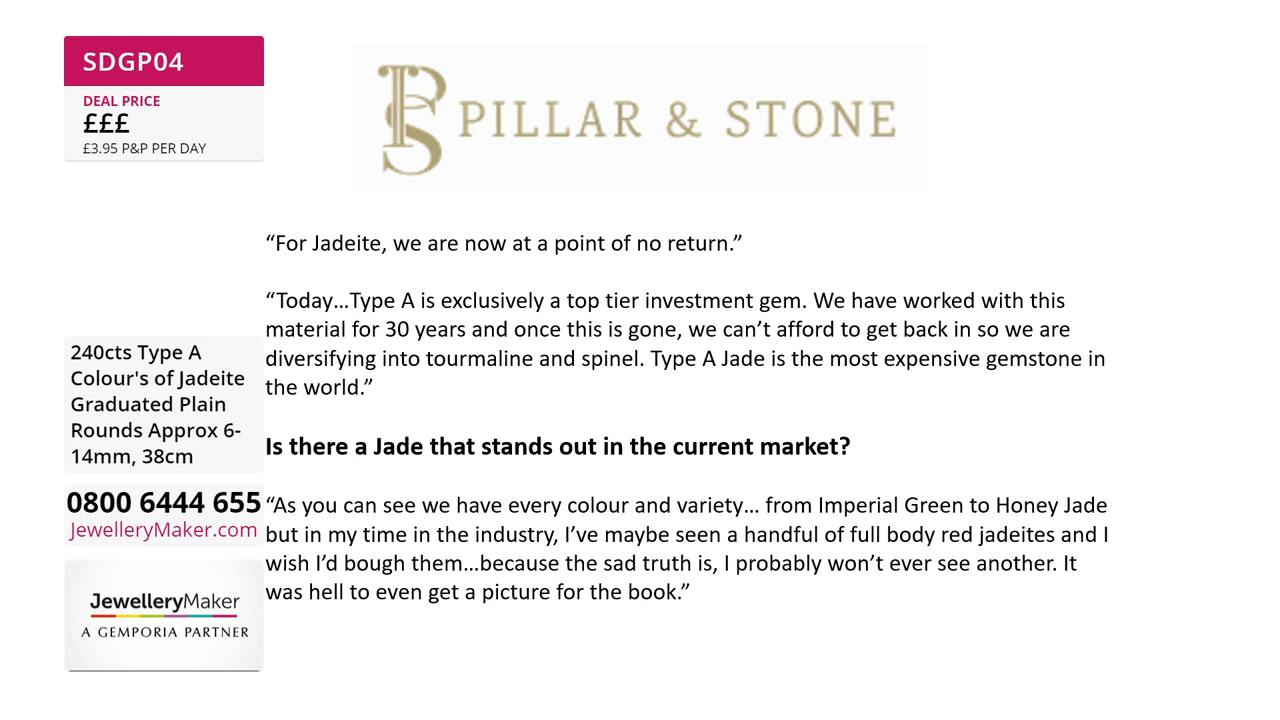 SDGP04
DEAL PRICE
£££
£3.95 P&P PER DAY
PS PILLAR & STONE
“For Jadeite, we are now at a point of no return.”
“Today…Type A is exclusively a top tier investment gem. We have worked with this
material for 30 years and once this is gone, we can’t afford to get back in so we are
diversifying into tourmaline and spinel. Type A Jade is the most expensive gemstone in
the world.”
Is there a Jade that stands out in the current market?
“As you can see we have every colour and variety… from Imperial Green to Honey Jade
but in my time in the industry, I’ve maybe seen a handful of full body red jadeites and I
wish I’d bough them…because the sad truth is, I probably won’t ever see another. It
was hell to even get a picture for the book.”
240cts Type A
Colour's of Jadeite
Graduated Plain
Rounds Approx 6-
14mm, 38cm
0800 6444 655
JewelleryMaker.com
JewelleryMaker
A GEMPORIA PARTNER